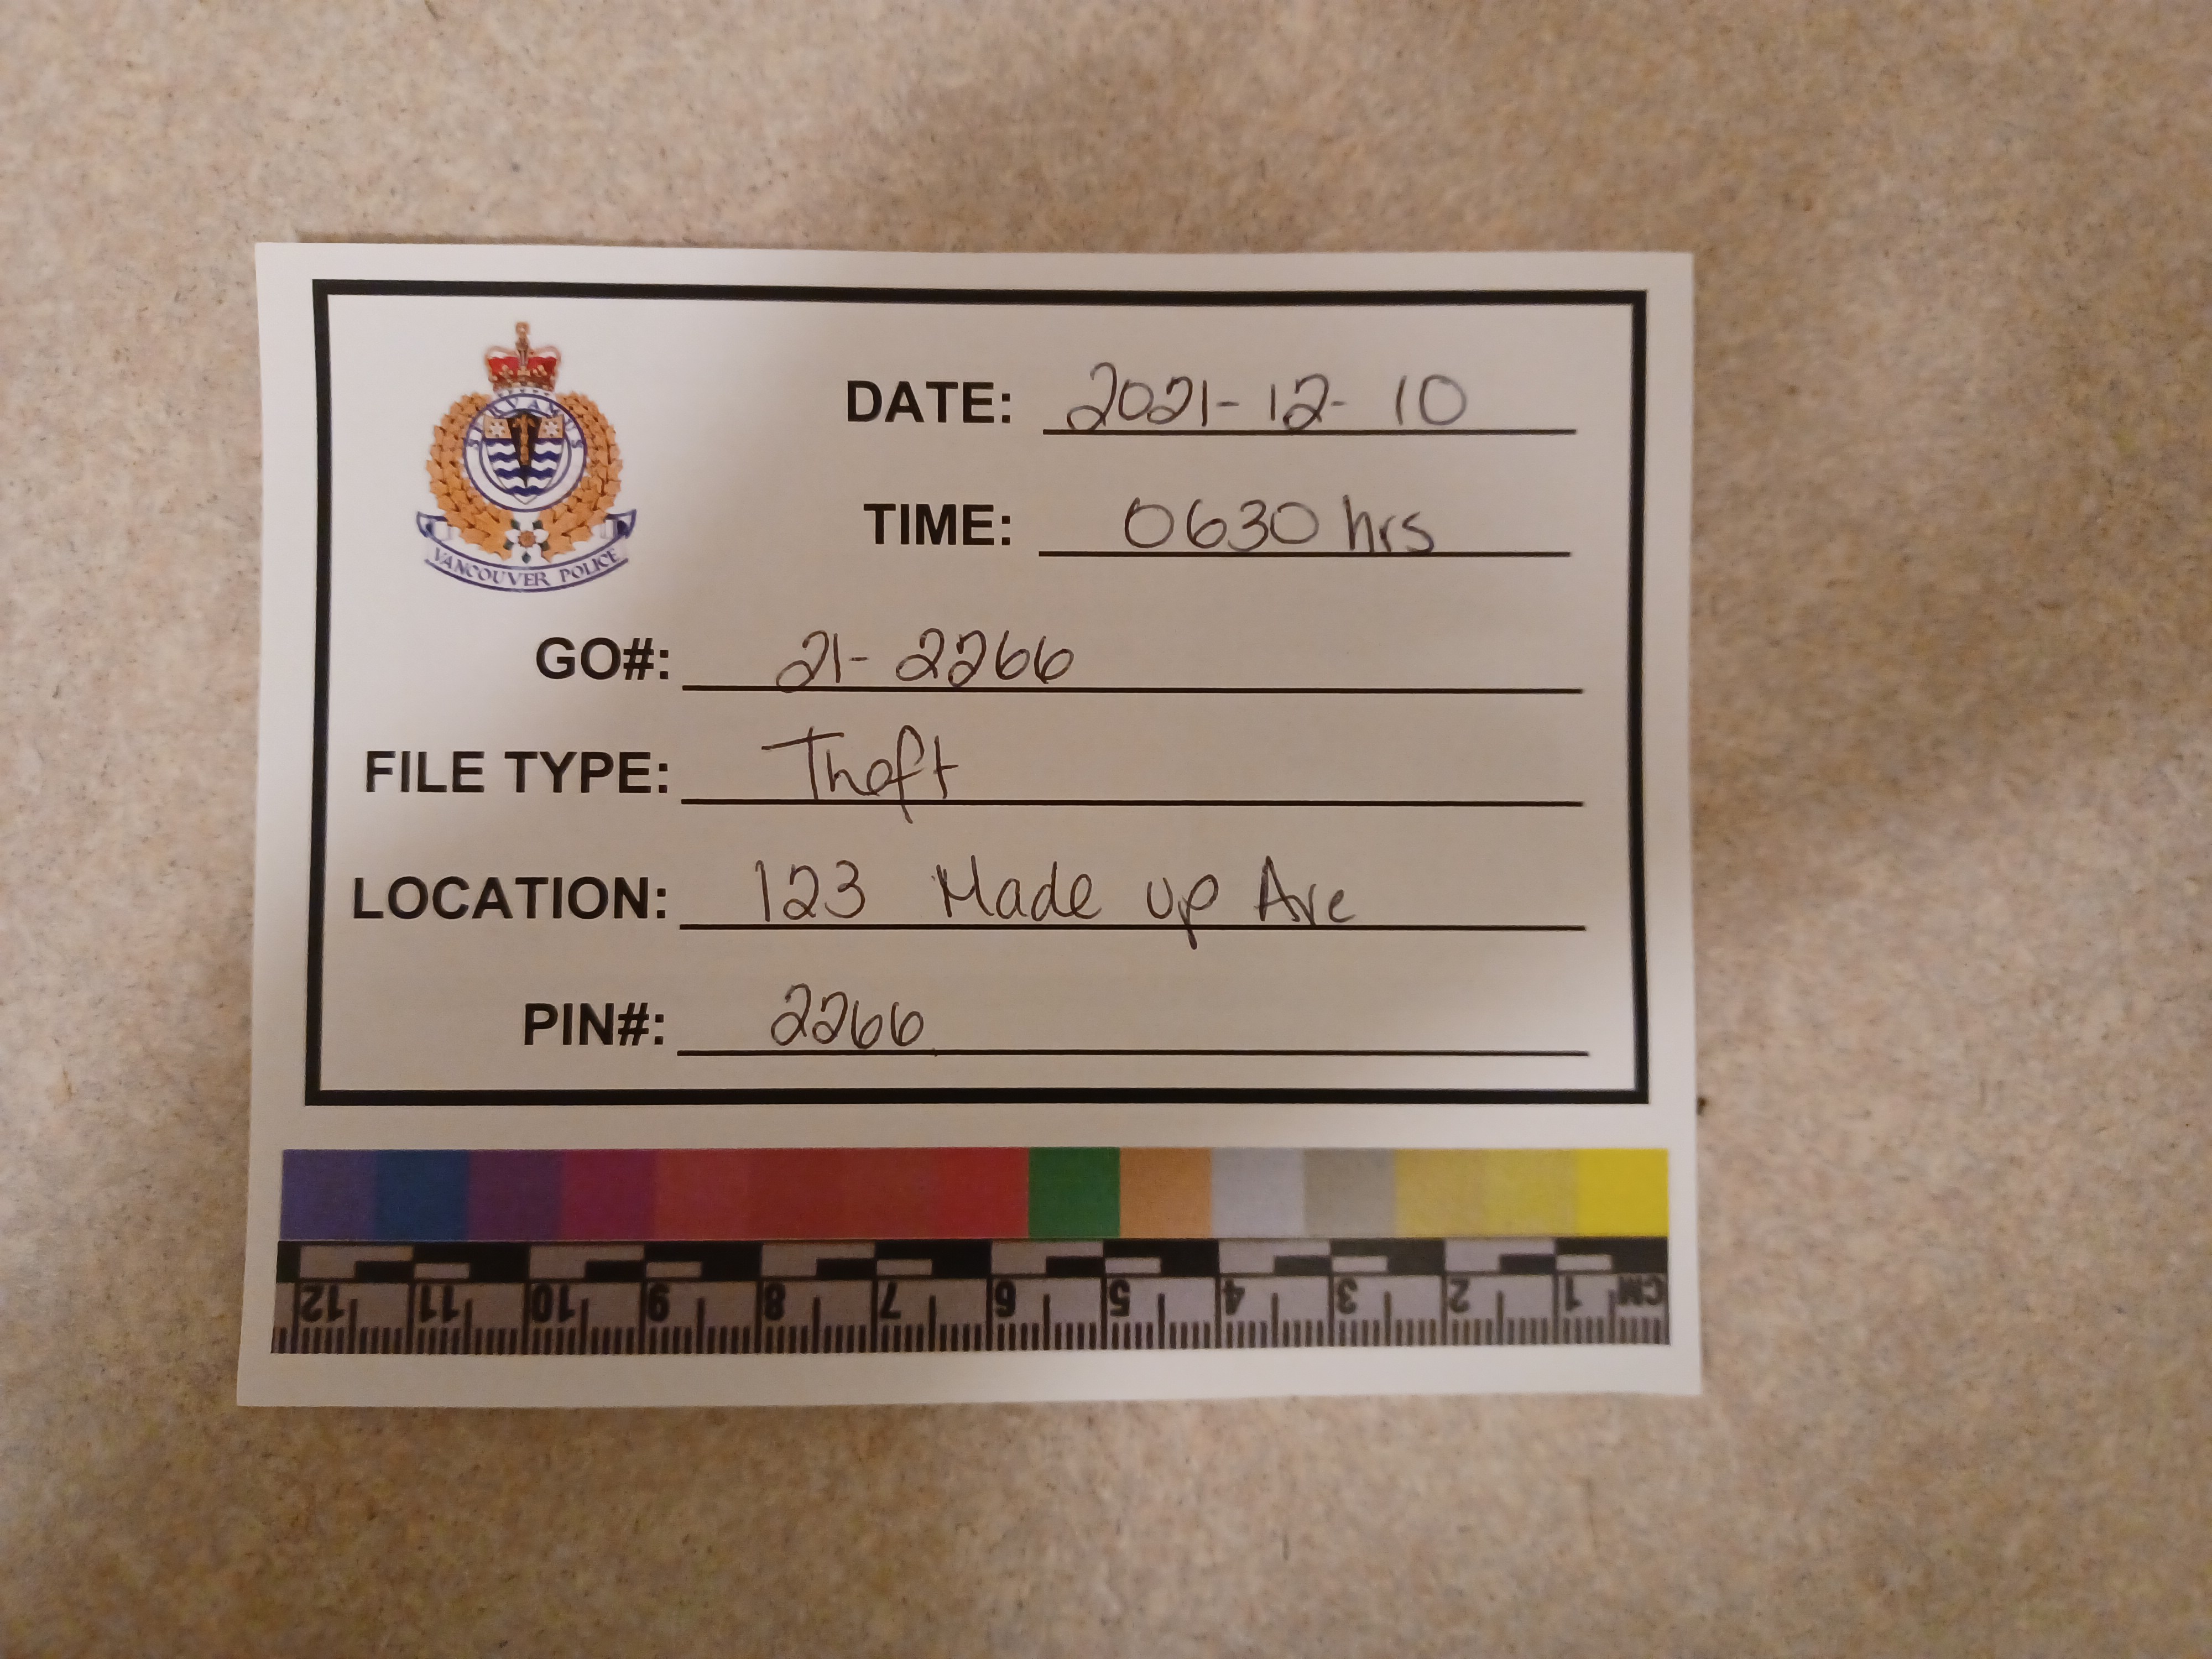 SERVAMUS
VANCOUVER POLICE
DATE: 2021-12-10
TIME: 0630 hrs
GO#: 21-2266
FILE TYPE: Theft
LOCATION: 123 Made up Ave
PIN#: 2266
12 11 10 9 8 7 6 5 4 3 2 1 CM